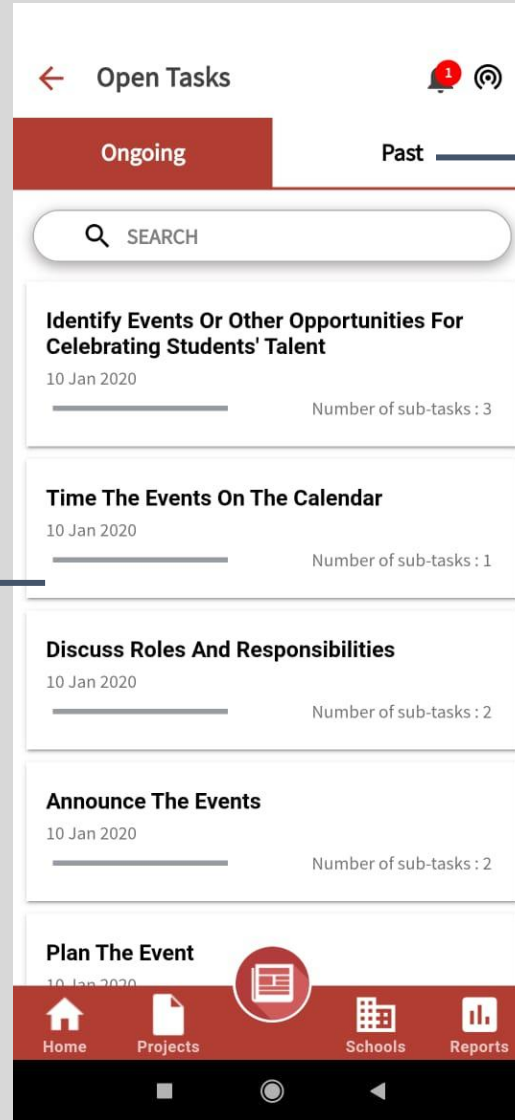 Open Tasks
1
Ongoing
Past
SEARCH
Identify Events Or Other Opportunities For
Celebrating Students' Talent
10 Jan 2020
Number of sub-tasks : 3
Time The Events On The Calendar
10 Jan 2020
Number of sub-tasks : 1
Discuss Roles And Responsibilities
10 Jan 2020
Number of sub-tasks : 2
Announce The Events
10 Jan 2020
Number of sub-tasks : 2
Plan The Event
10 Jan 2020
Home
Projects
Schools
Reports